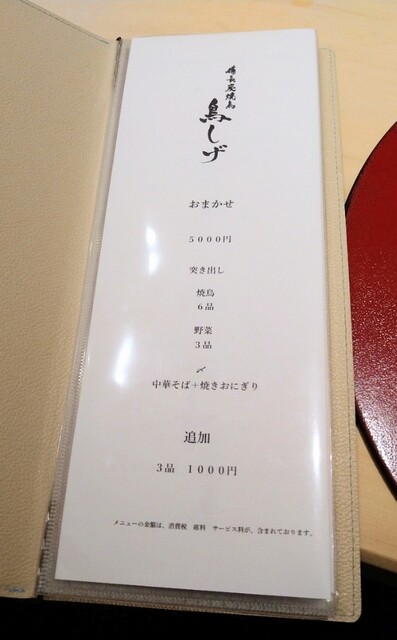 備長炭焼鳥
鳥しげ
おまかせ
5000円
突き出し
焼鳥
6品
野菜
3品
〆
中華そば+焼きおにぎり
追加
3品 1000円
メニューの金額は、消費税 席料 サービス料が、含まれております。